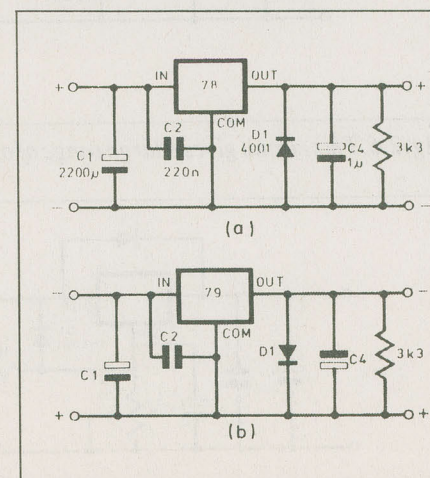 IN 78 OUT
+ +
COM
C2
220n
C1
2200µ
D1
4001
C4
1µ
3k3
− −
(a)
IN 79 OUT
− −
COM
C2
C1
D1
C4
3k3
+ +
(b)